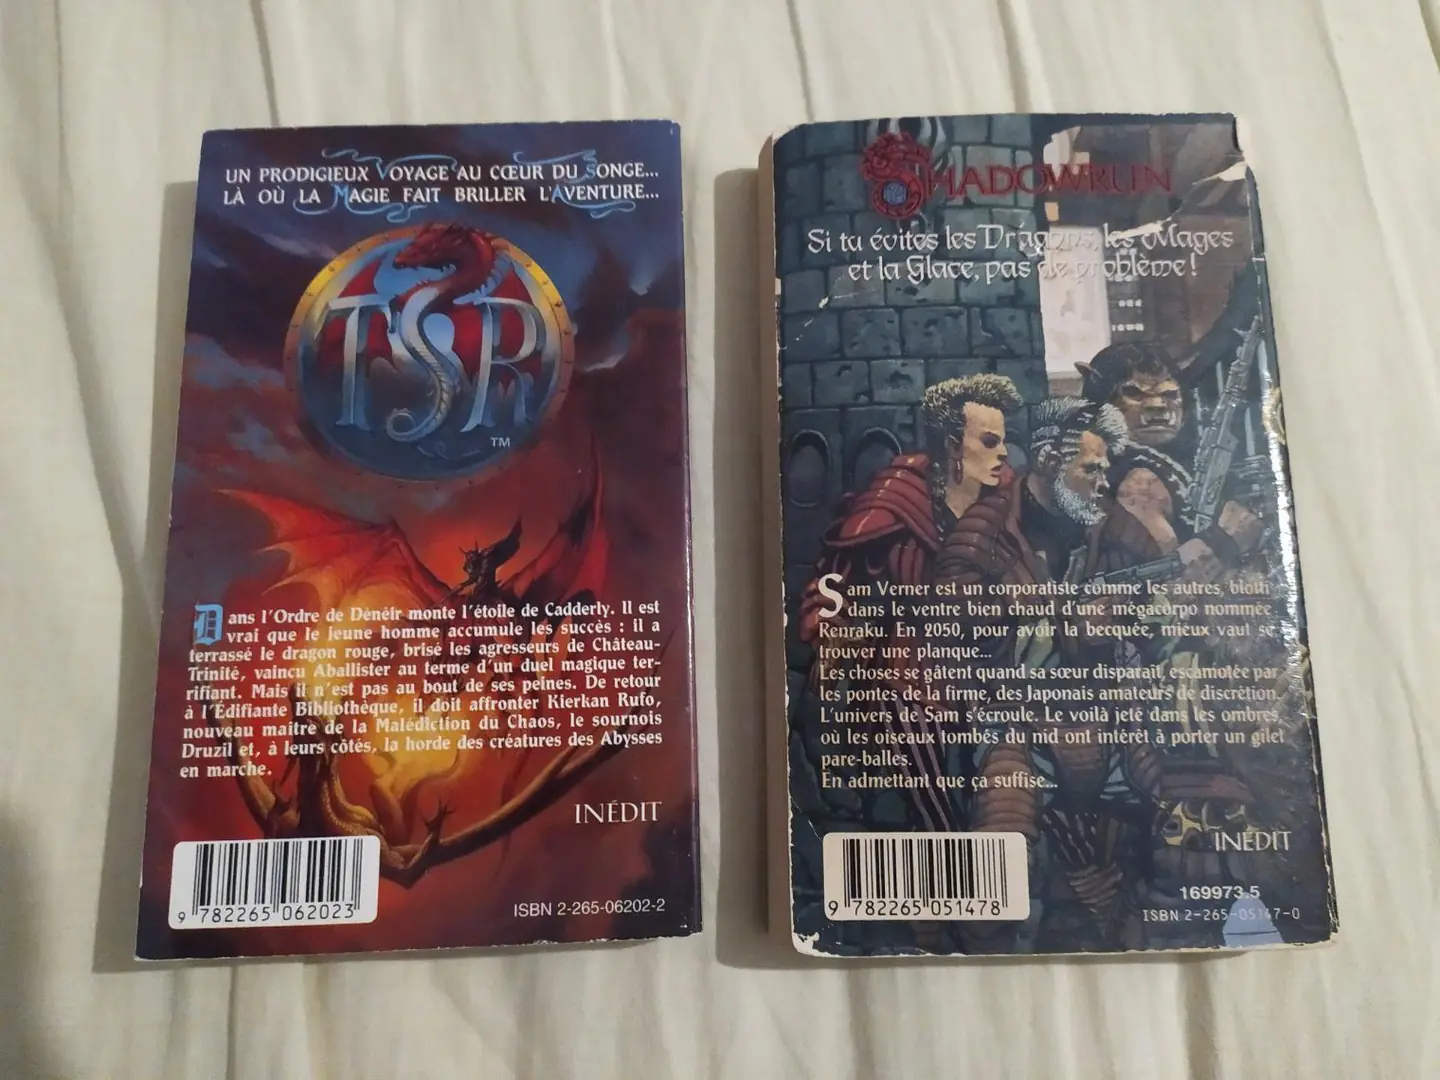 UN PRODIGIEUX VOYAGE AU CŒUR DU SONGE...
LÀ OÙ LA MAGIE FAIT BRILLER L'AVENTURE...
TSR
TM
Dans l'Ordre de Dénéir monte l'étoile de Cadderly. Il est
vrai que le jeune homme accumule les succès : il a
terrassé le dragon rouge, brisé les agresseurs de Château-
Trinité, vaincu Aballister au terme d'un duel magique ter-
rifiant. Mais il n'est pas au bout de ses peines. De retour
à l'Édifiante Bibliothèque, il doit affronter Kierkan Rufo,
nouveau maître de la Malédiction du Chaos, le sournois
Druzil et, à leurs côtés, la horde des créatures des Abysses
en marche.
INÉDIT
9 782265 062023
ISBN 2-265-06202-2
SHADOWRUN
Si tu évites les Dragons, les Mages
et la Glace, pas de problème !
Sam Verner est un corporatiste comme les autres, blotti
dans le ventre bien chaud d'une mégacorpo nommée
Renraku. En 2050, pour avoir la becquée, mieux vaut se
trouver une planque...
Les choses se gâtent quand sa sœur disparaît, escamotée par
les pontes de la firme, des Japonais amateurs de discrétion.
L'univers de Sam s'écroule. Le voilà jeté dans les ombres,
où les oiseaux tombés du nid ont intérêt à porter un gilet
pare-balles.
En admettant que ça suffise...
INÉDIT
9 782265 051478
169973.5
ISBN 2-265-05147-0